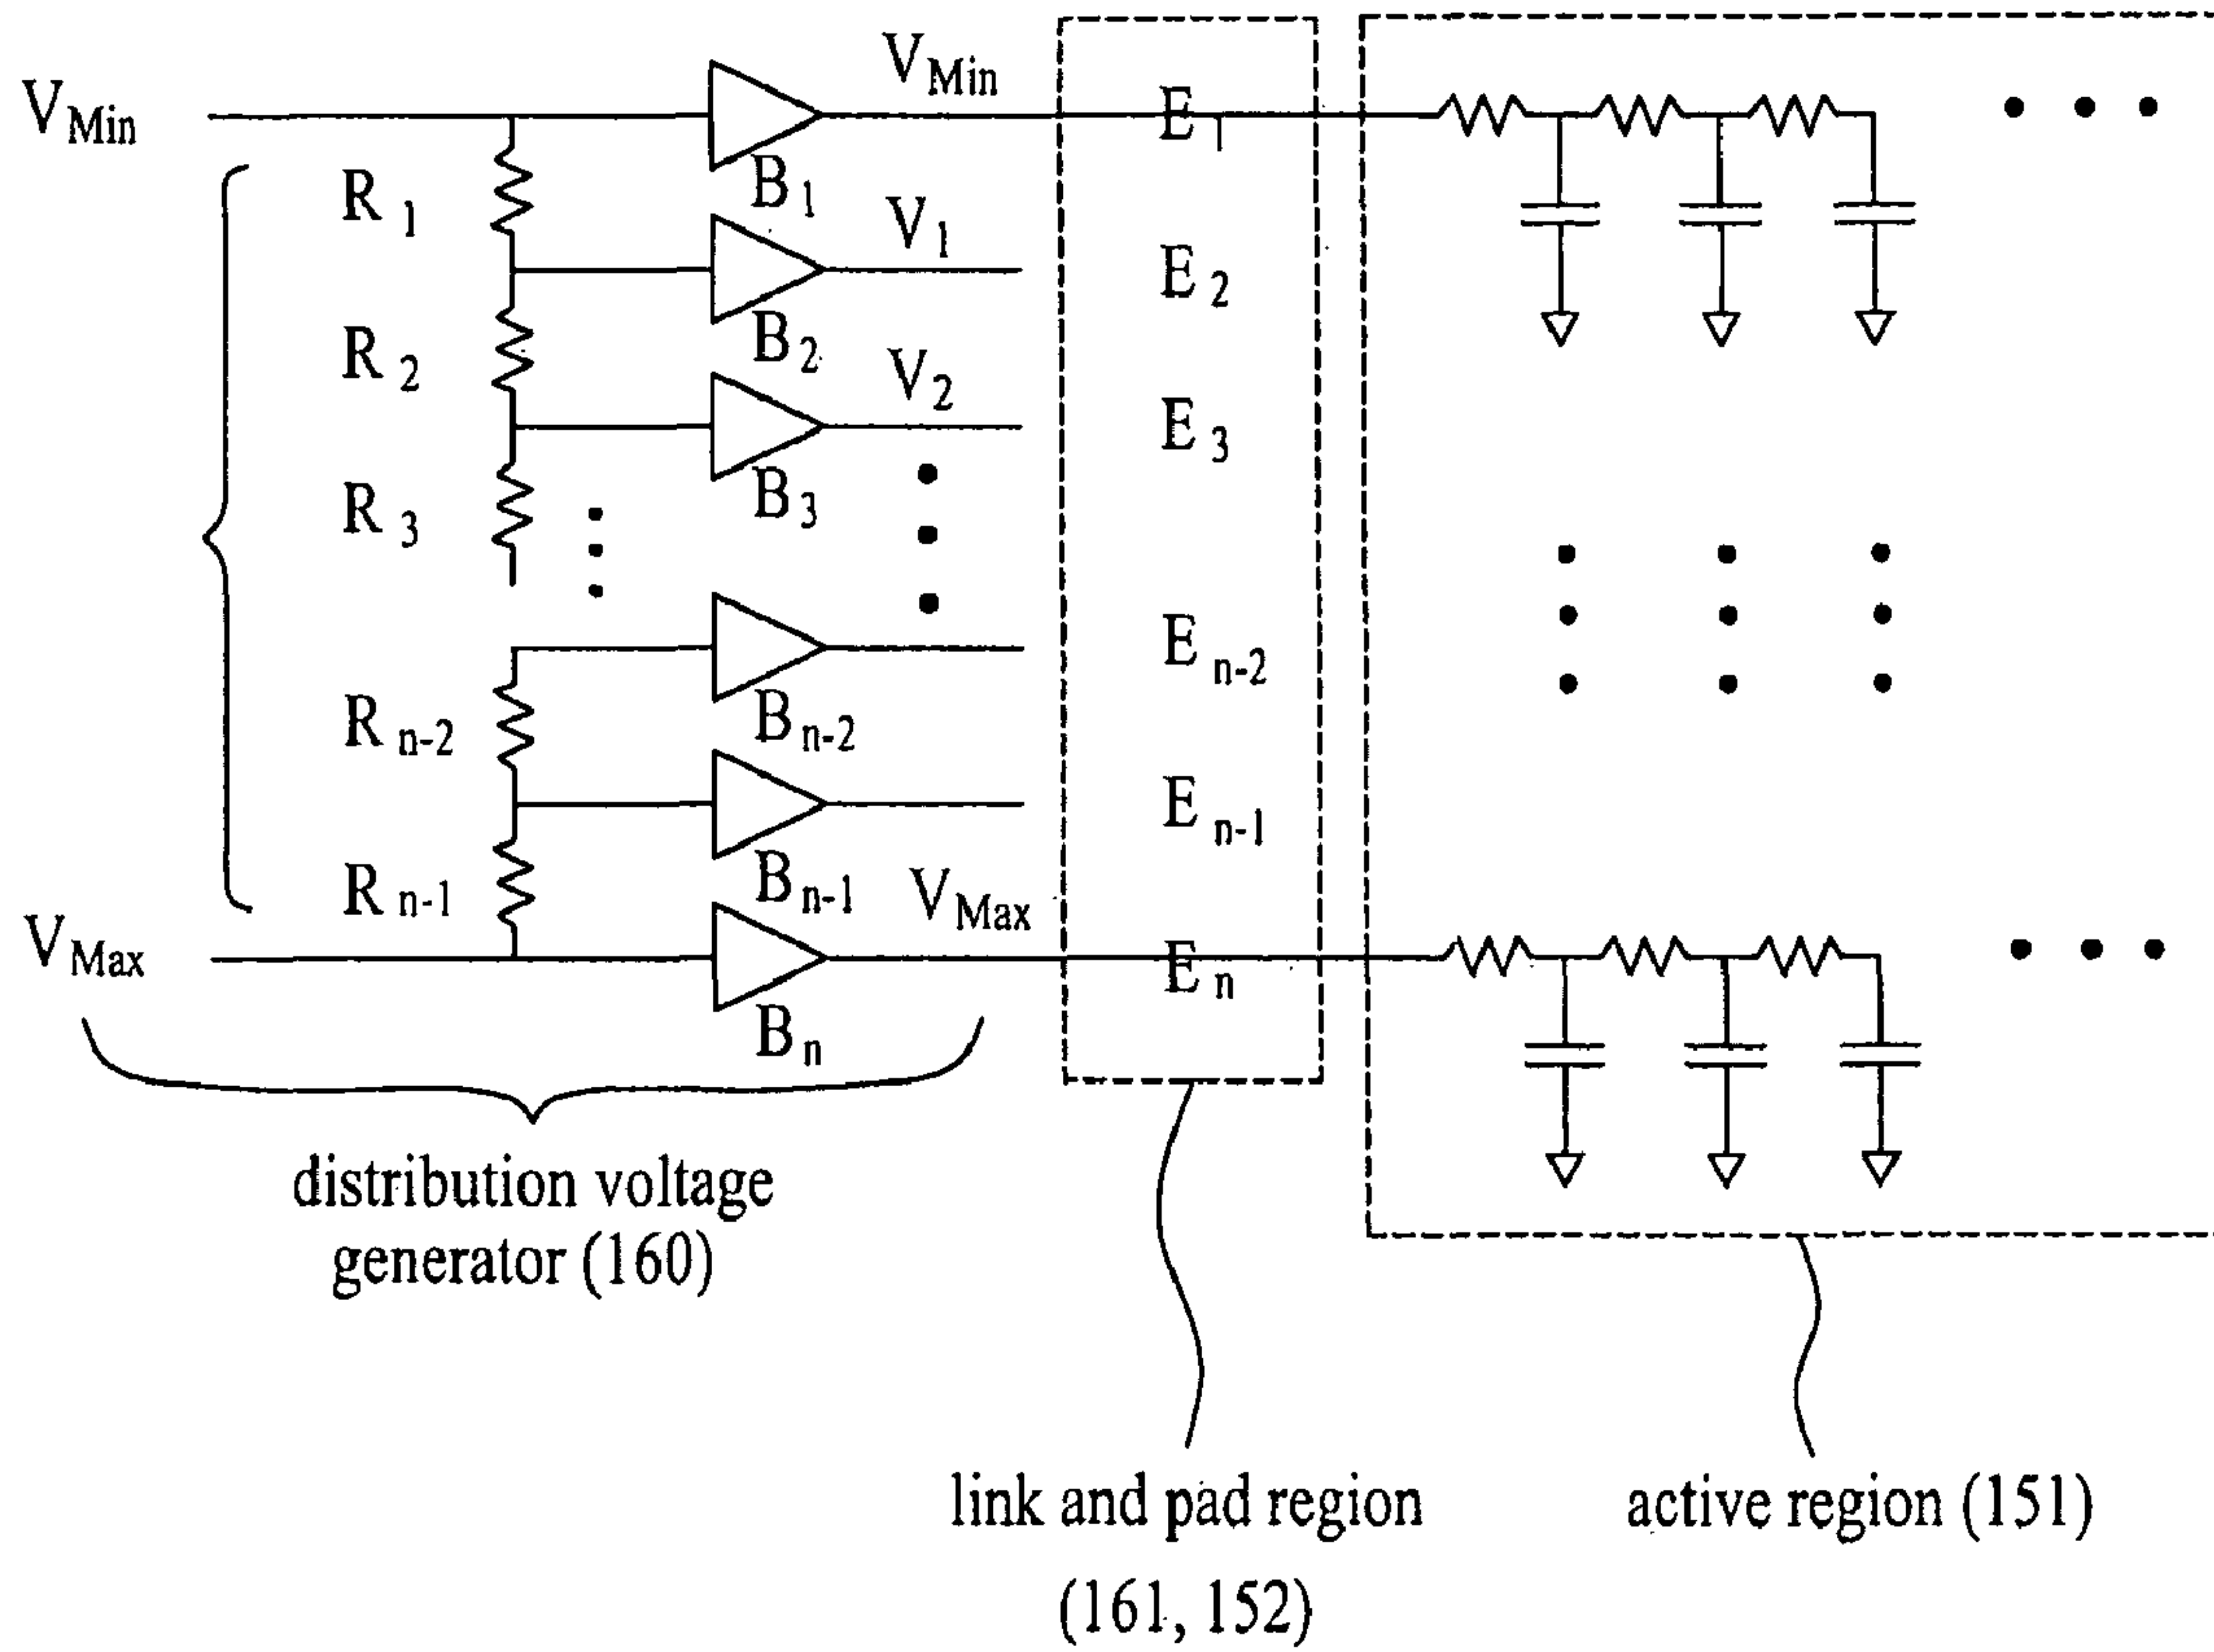 V_Min
V_Min
E_1
R_1
B_1
V_1
E_2
R_2
B_2
V_2
E_3
R_3
B_3
E_n-2
R_n-2
B_n-2
E_n-1
R_n-1
B_n-1
V_Max
V_Max
E_n
B_n
distribution voltage
generator (160)
link and pad region
(161, 152)
active region (151)